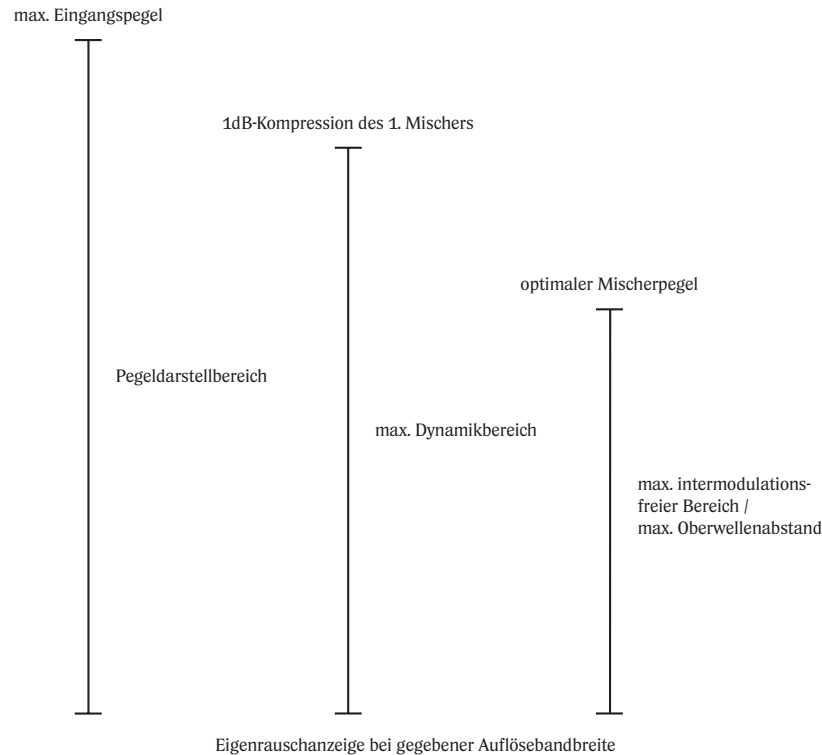 max. Eingangspegel
1dB-Kompression des 1. Mischers
optimaler Mischerpegel
Pegeldarstellbereich
max. Dynamikbereich
max. intermodulations-
freier Bereich /
max. Oberwellenabstand
Eigenrauschanzeige bei gegebener Auflösebandbreite